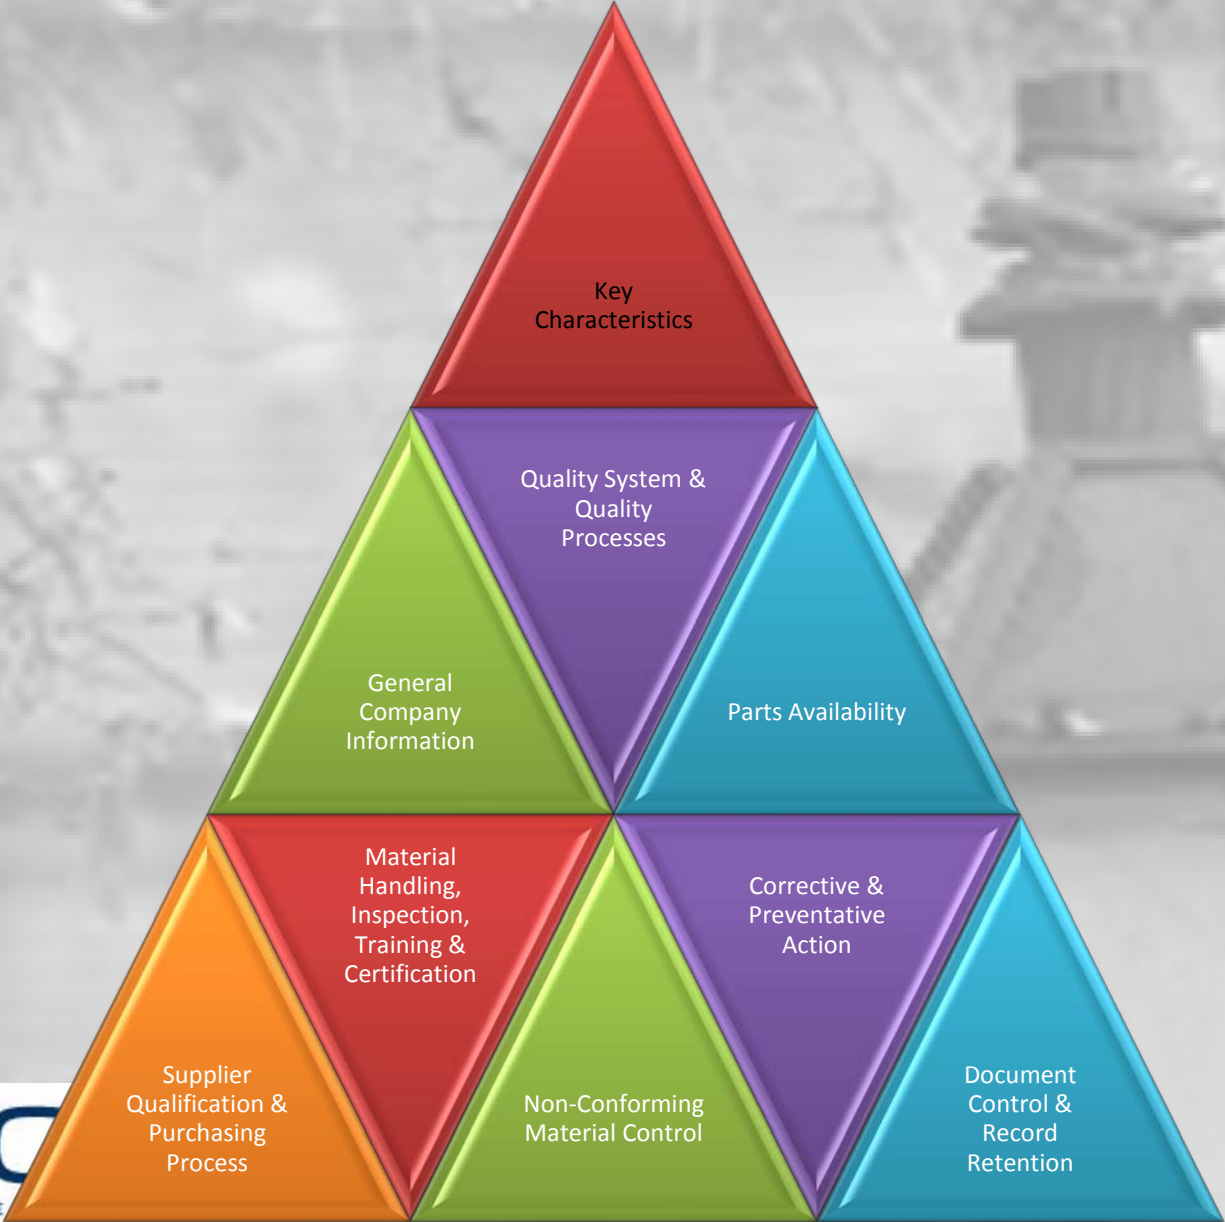 Key
Characteristics
Quality System &
Quality
Processes
General
Company
Information
Parts Availability
Material
Handling,
Inspection,
Training &
Certification
Corrective &
Preventative
Action
Supplier
Qualification &
Purchasing
Process
Non-Conforming
Material Control
Document
Control &
Record
Retention